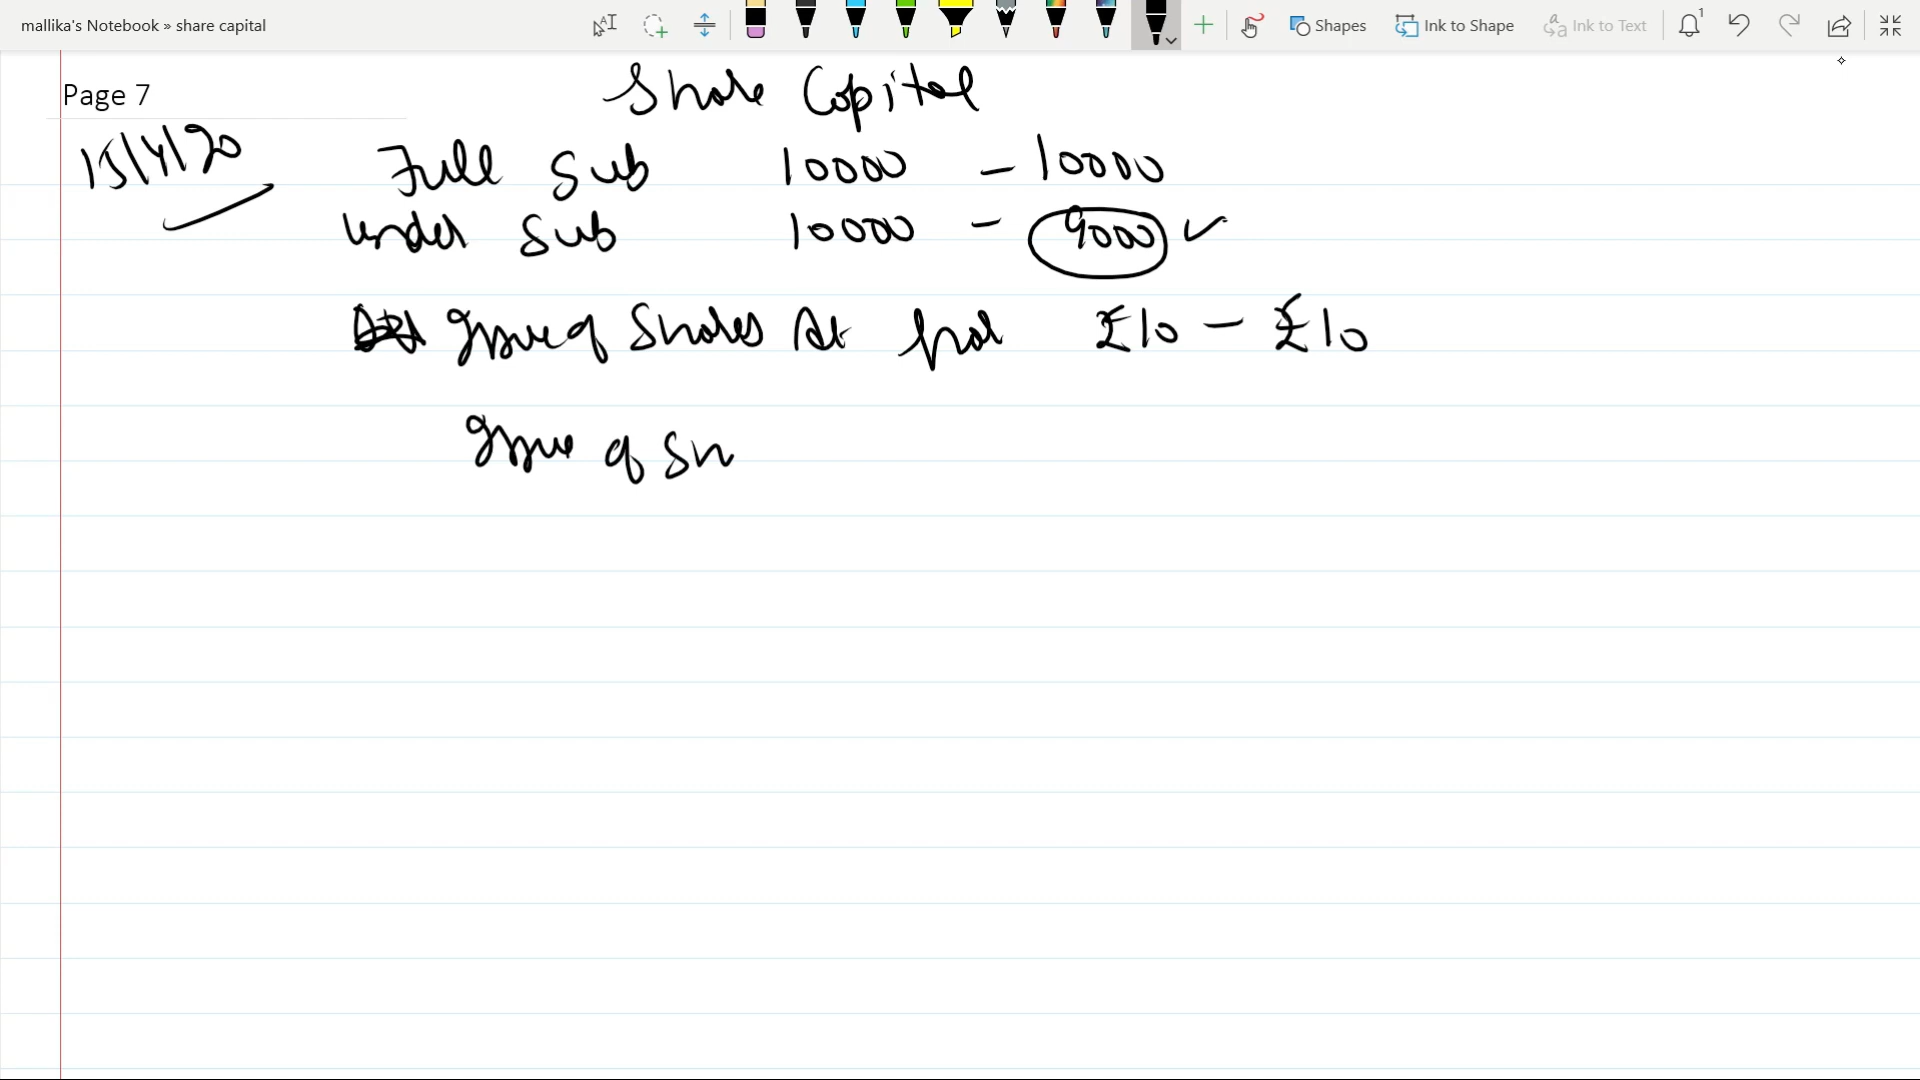 mallika's Notebook » share capital
Shapes Ink to Shape Ink to Text 1
Page 7
Share Capital
15/4/20
Full Sub 10000 - 10000
under Sub 10000 - 9000 ✓
Issue of Shares At par £10 - £10
Issue of Sh